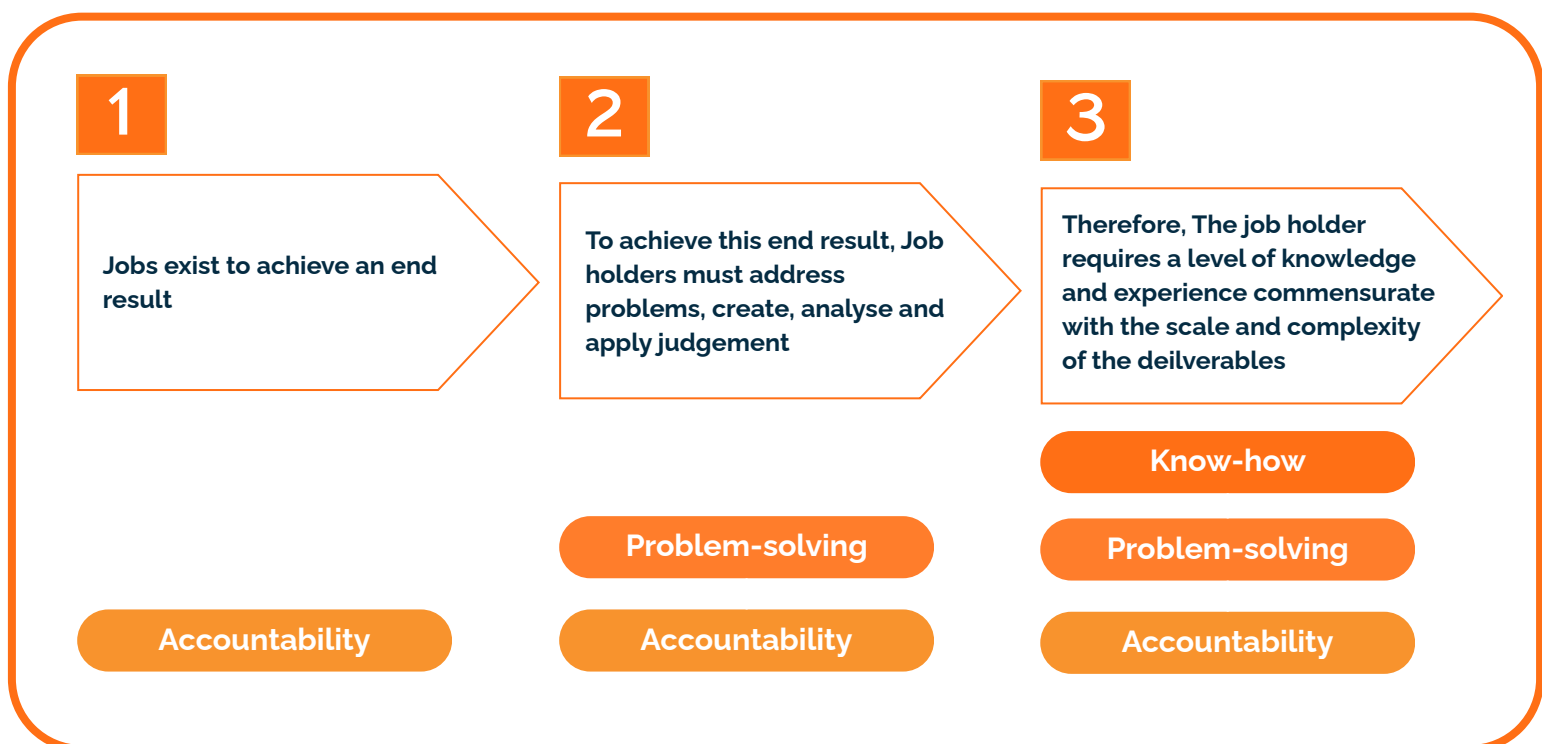 1
Jobs exist to achieve an end
result
Accountability
2
To achieve this end result, Job
holders must address
problems, create, analyse and
apply judgement
Problem-solving
Accountability
3
Therefore, The job holder
requires a level of knowledge
and experience commensurate
with the scale and complexity
of the deilverables
Know-how
Problem-solving
Accountability